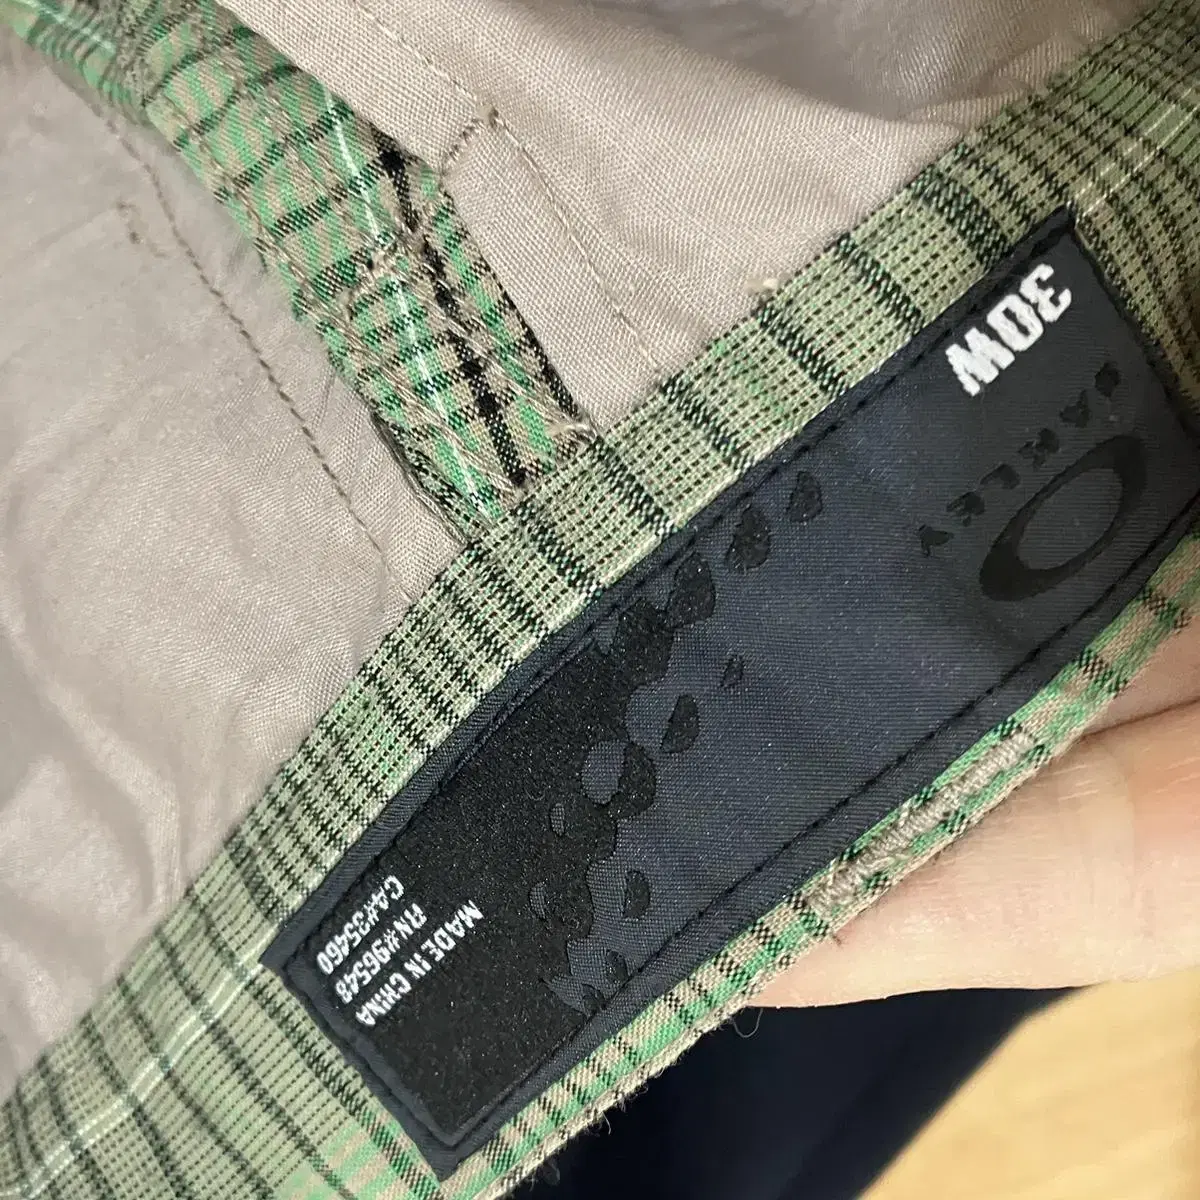 OAKLEY
30W
MADE IN CHINA
RN#96548
CA#35460